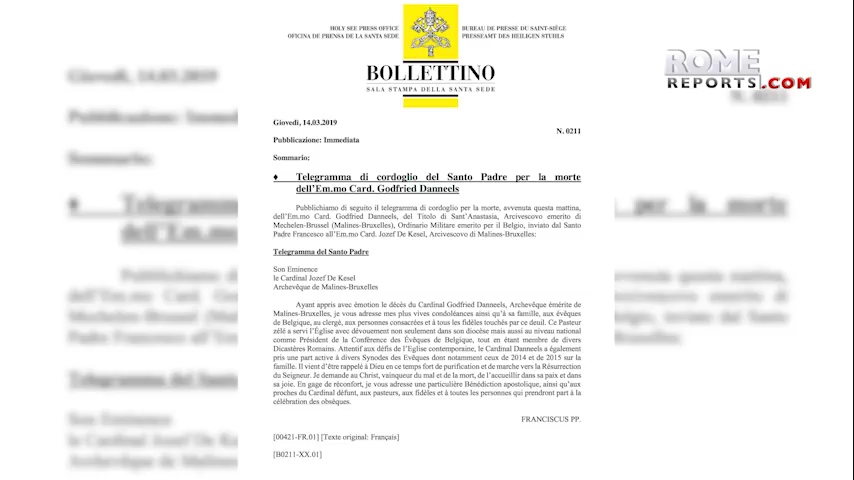 HOLY SEE PRESS OFFICE
OFICINA DE PRENSA DE LA SANTA SEDE
BUREAU DE PRESSE DU SAINT-SIÈGE
PRESSEAMT DES HEILIGEN STUHLS
BOLLETTINO
SALA STAMPA DELLA SANTA SEDE
ROME
REPORTS.COM
Giovedì, 14.03.2019
N. 0211
Pubblicazione: Immediata
Sommario:
♦ Telegramma di cordoglio del Santo Padre per la morte
dell'Em.mo Card. Godfried Danneels
Pubblichiamo di seguito il telegramma di cordoglio per la morte, avvenuta questa mattina,
dell'Em.mo Card. Godfried Danneels, del Titolo di Sant'Anastasia, Arcivescovo emerito di
Mechelen-Brussel (Malines-Bruxelles), Ordinario Militare emerito per il Belgio, inviato dal Santo
Padre Francesco all'Em.mo Card. Jozef De Kesel, Arcivescovo di Malines-Bruxelles:
Telegramma del Santo Padre
Son Eminence
le Cardinal Jozef De Kesel
Archevêque de Malines-Bruxelles
Ayant appris avec émotion le décès du Cardinal Godfried Danneels, Archevêque émérite de
Malines-Bruxelles, je vous adresse mes plus vives condoléances ainsi qu'à sa famille, aux évêques
de Belgique, au clergé, aux personnes consacrées et à tous les fidèles touchés par ce deuil. Ce Pasteur
zélé a servi l'Église avec dévouement non seulement dans son diocèse mais aussi au niveau national
comme Président de la Conférence des Évêques de Belgique, tout en étant membre de divers
Dicastères Romains. Attentif aux défis de l'Eglise contemporaine, le Cardinal Danneels a également
pris une part active à divers Synodes des Evêques dont notamment ceux de 2014 et de 2015 sur la
famille. Il vient d'être rappelé à Dieu en ce temps fort de purification et de marche vers la Résurrection
du Seigneur. Je demande au Christ, vainqueur du mal et de la mort, de l'accueillir dans sa paix et dans
sa joie. En gage de réconfort, je vous adresse une particulière Bénédiction apostolique, ainsi qu'aux
proches du Cardinal défunt, aux pasteurs, aux fidèles et à toutes les personnes qui prendront part à la
célébration des obsèques.
FRANCISCUS PP.
[00421-FR.01] [Texte original: Français]
[B0211-XX.01]